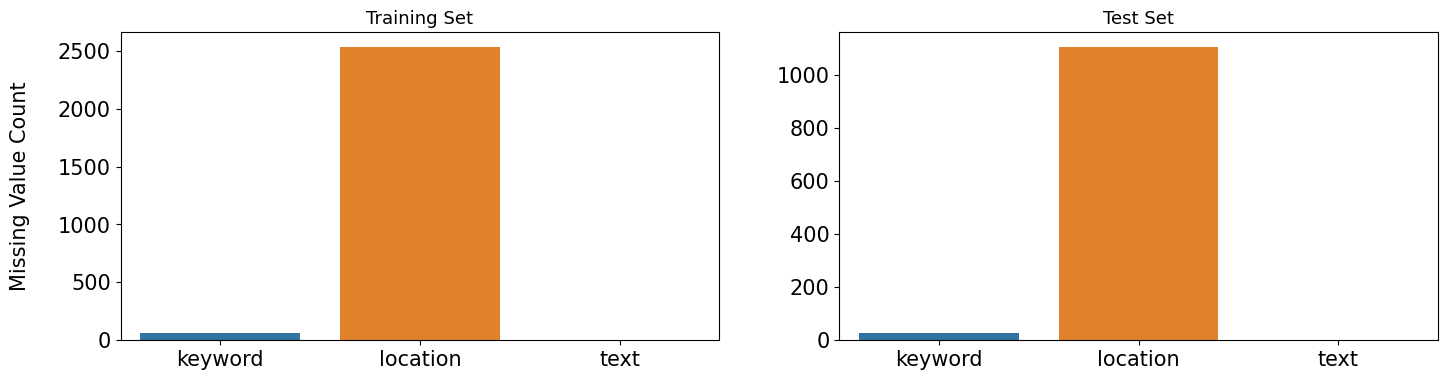 Training Set
Missing Value Count
2500
2000
1500
1000
500
0
keyword location text
Test Set
1000
800
600
400
200
0
keyword location text